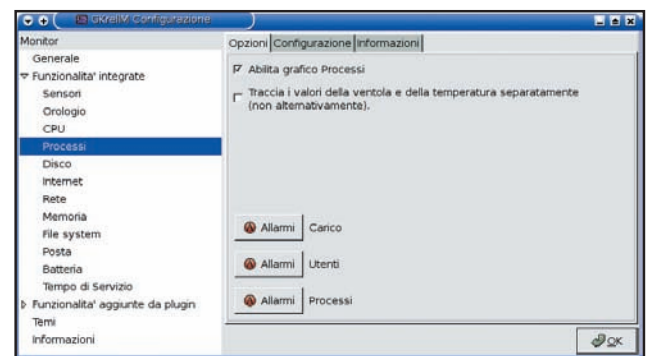 GKrellM Configurazione
Monitor
Generale
Funzionalita' integrate
Sensori
Orologio
CPU
Processi
Disco
Internet
Rete
Memoria
File system
Posta
Batteria
Tempo di Servizio
Funzionalita' aggiunte da plugin
Temi
Informazioni
Opzioni Configurazione Informazioni
Abilita grafico Processi
Traccia i valori della ventola e della temperatura separatamente
(non alternativamente).
Allarmi Carico
Allarmi Utenti
Allarmi Processi
OK